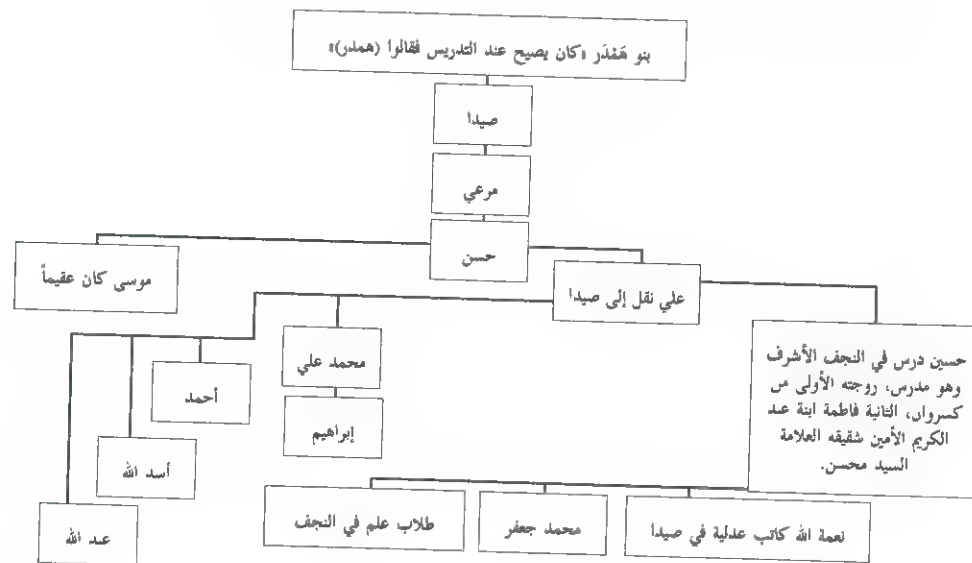 بنو هَمْدَر «كان يصيح عند التدريس فقالوا (همدر)»
صيدا
مرعي
حسن
موسى كان عقيماً
علي نقل إلى صيدا
حسين درس في النجف الأشرف
وهو مدرس، زوجته الأولى من
كسروان، الثانية فاطمة ابنة عبد
الكريم الأمين شقيقه العلامة
السيد محسن.
محمد علي
إبراهيم
أحمد
أسد الله
عبد الله
نعمة الله كاتب عدلية في صيدا
محمد جعفر
طلاب علم في النجف